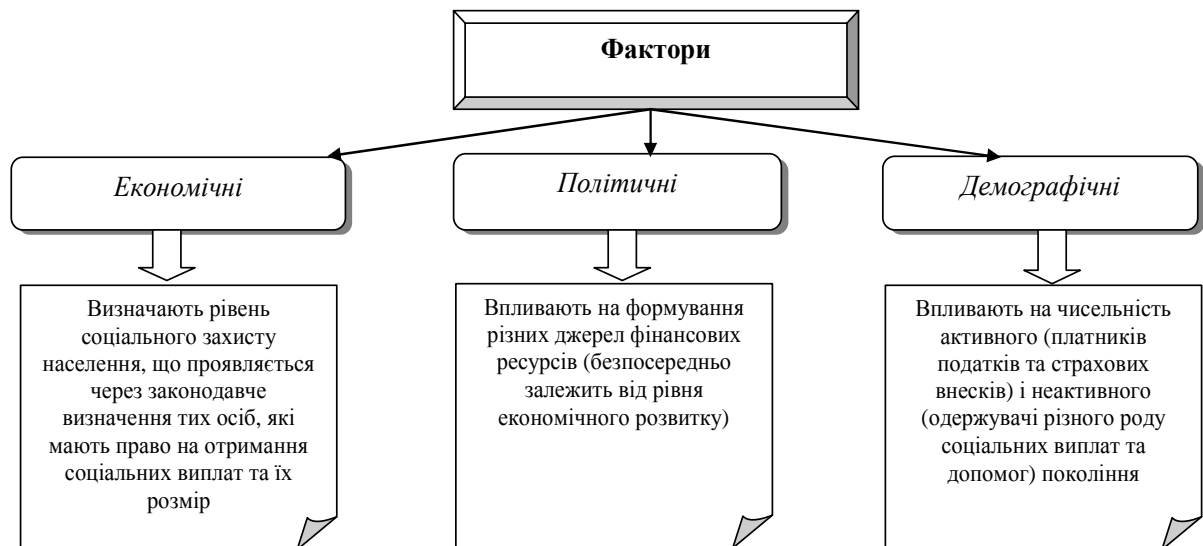 Фактори
Економічні
Політичні
Демографічні
Визначають рівень
соціального захисту
населення, що проявляється
через законодавче
визначення тих осіб, які
мають право на отримання
соціальних виплат та їх
розмір
Впливають на формування
різних джерел фінансових
ресурсів (безпосередньо
залежить від рівня
економічного розвитку)
Впливають на чисельність
активного (платників
податків та страхових
внесків) і неактивного
(одержувачі різного роду
соціальних виплат та
допомог) покоління